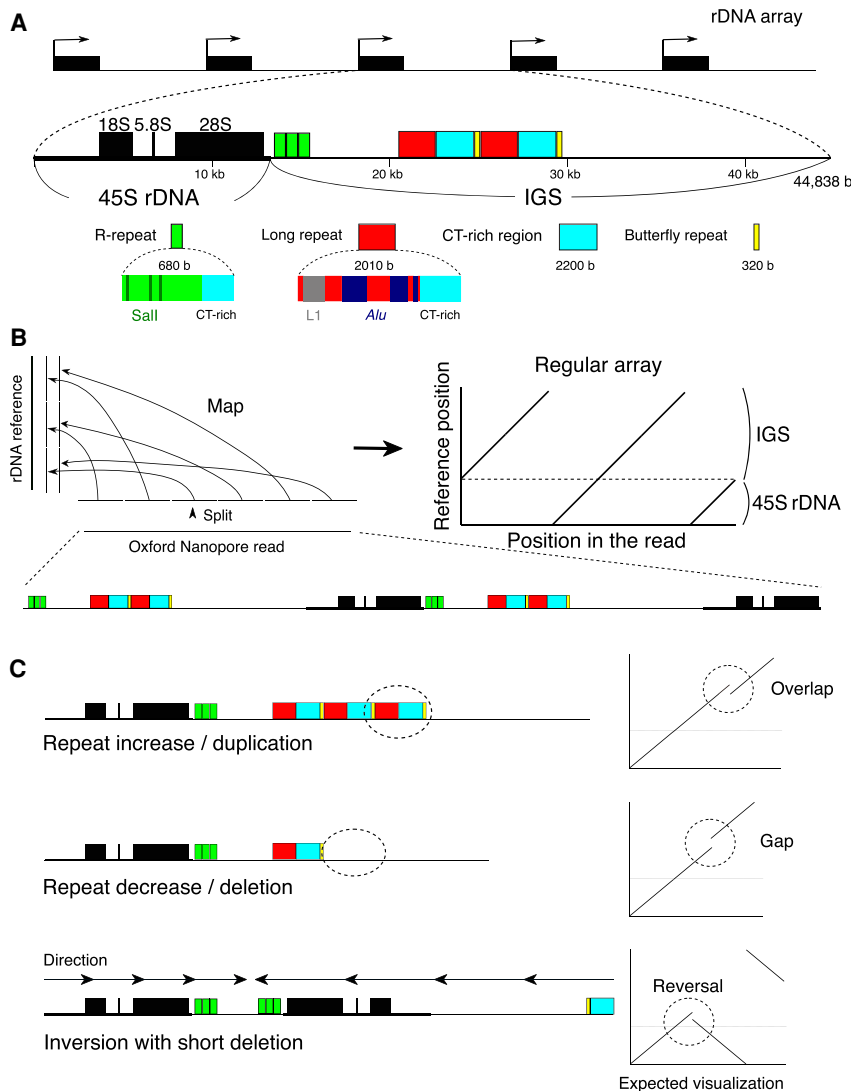 A
rDNA array
18S 5.8S 28S
10 kb 20 kb 30 kb 40 kb
44,838 b
45S rDNA IGS
R-repeat Long repeat CT-rich region Butterfly repeat
680 b 2010 b 2200 b 320 b
SalI CT-rich L1 Alu CT-rich
B
rDNA reference
Map
Split
Oxford Nanopore read
Regular array
Reference position
IGS
45S rDNA
Position in the read
C
Overlap
Repeat increase / duplication
Gap
Repeat decrease / deletion
Direction
Reversal
Inversion with short deletion
Expected visualization